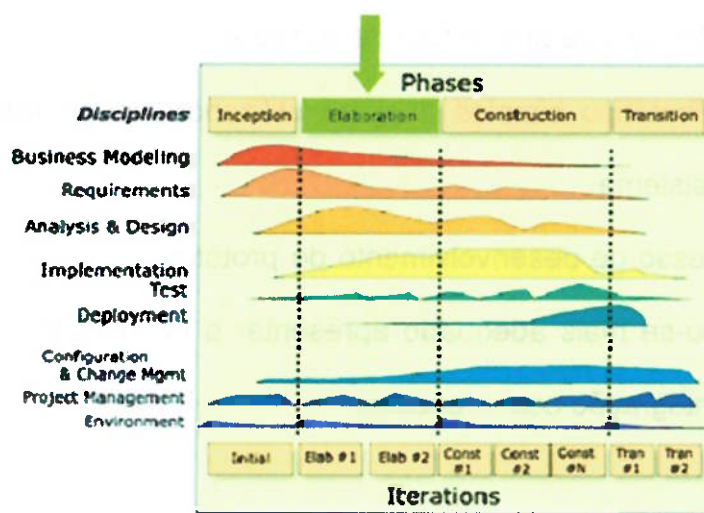 Phases
Disciplines Inception Elaboration Construction Transition
Business Modeling
Requirements
Analysis & Design
Implementation
Test
Deployment
Configuration
& Change Mgmt
Project Management
Environment
Initial Elab #1 Elab #2 Const #1 Const #2 Const #N Tran #1 Tran #2
Iterations